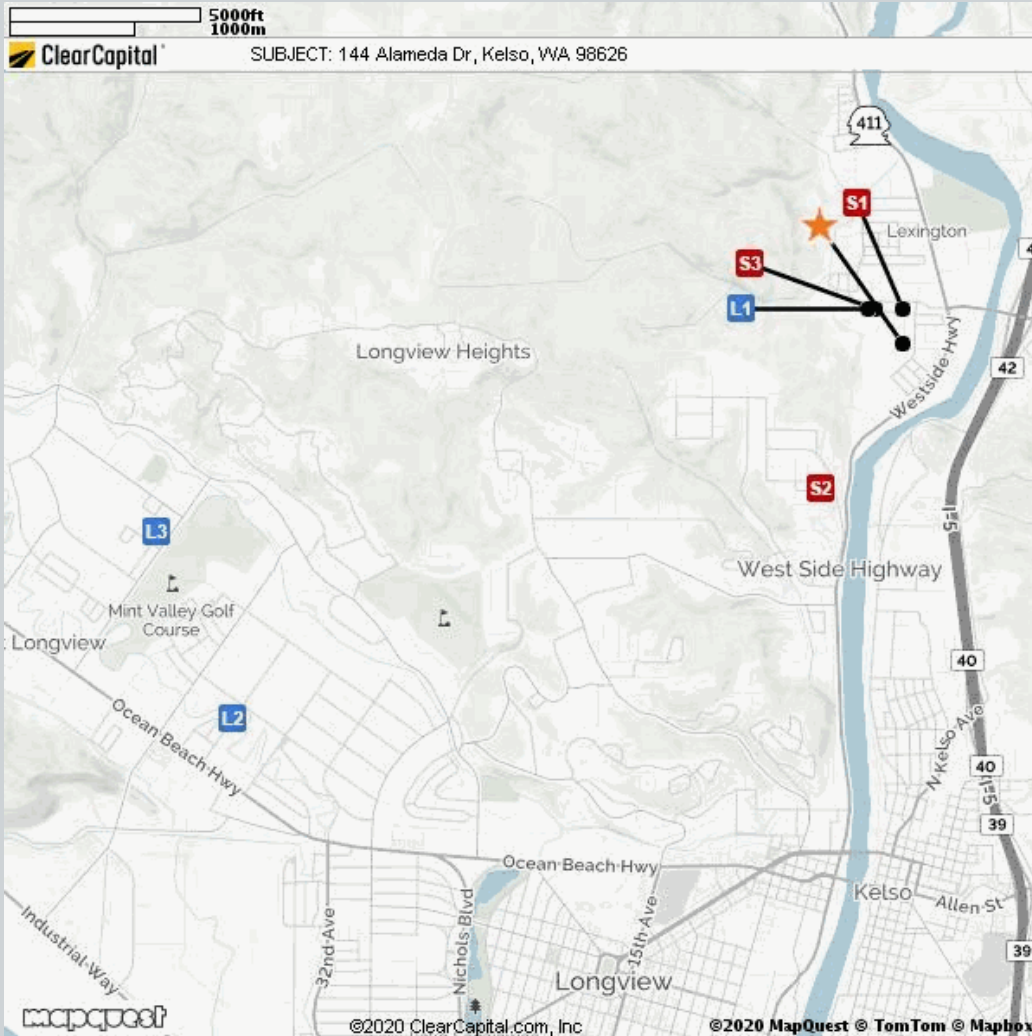 5000ft
1000m
ClearCapital
SUBJECT: 144 Alameda Dr, Kelso, WA 98626
411
S1
Lexington
S3
L1
42
Longview Heights
Westside Hwy
S2
L3
I-5
West Side Highway
Mint Valley Golf
Course
Longview
40
L2
Ocean Beach Hwy
N Kelso Ave
40
I-5
39
Ocean Beach Hwy
Kelso
Allen St
Industrial Way
32nd Ave
Nichols Blvd
15th Ave
39
Longview
mapquest
©2020 ClearCapital.com, Inc
©2020 MapQuest © TomTom © Mapbo